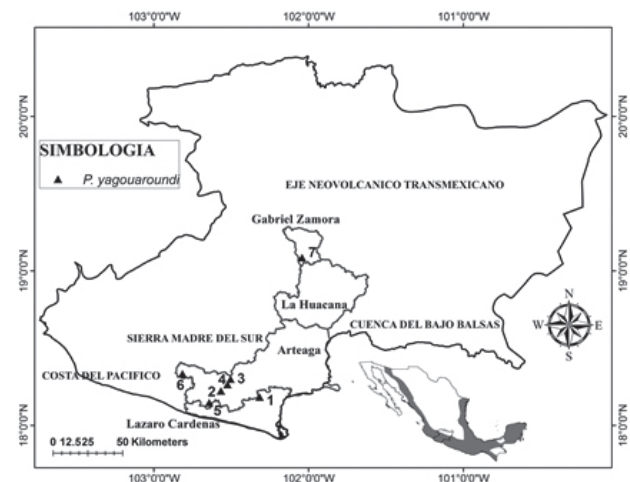 103°0'0"W 102°0'0"W 101°0'0"W
20°0'0"N 20°0'0"N
SIMBOLOGIA
P. yagouaroundi
EJE NEOVOLCANICO TRANSMEXICANO
Gabriel Zamora
7
19°0'0"N 19°0'0"N
La Huacana
N
W E
S
SIERRA MADRE DEL SUR
CUENCA DEL BAJO BALSAS
Arteaga
COSTA DEL PACIFICO
6
4 3
2
1
5
Lazaro Cardenas
18°0'0"N 18°0'0"N
0 12.525 50 Kilometers
103°0'0"W 102°0'0"W 101°0'0"W